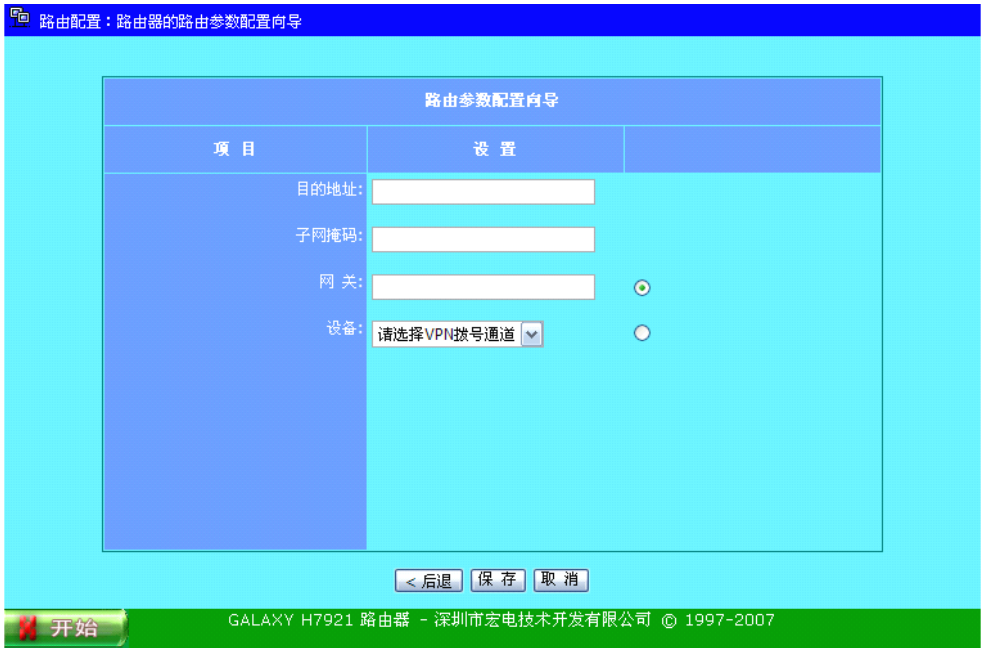 路由配置：路由器的路由参数配置向导
路由参数配置向导
项 目 设 置
目的地址:
子网掩码:
网 关:
设备: 请选择VPN拨号通道
< 后退 保 存 取 消
开始 GALAXY H7921 路由器 - 深圳市宏电技术开发有限公司 © 1997-2007